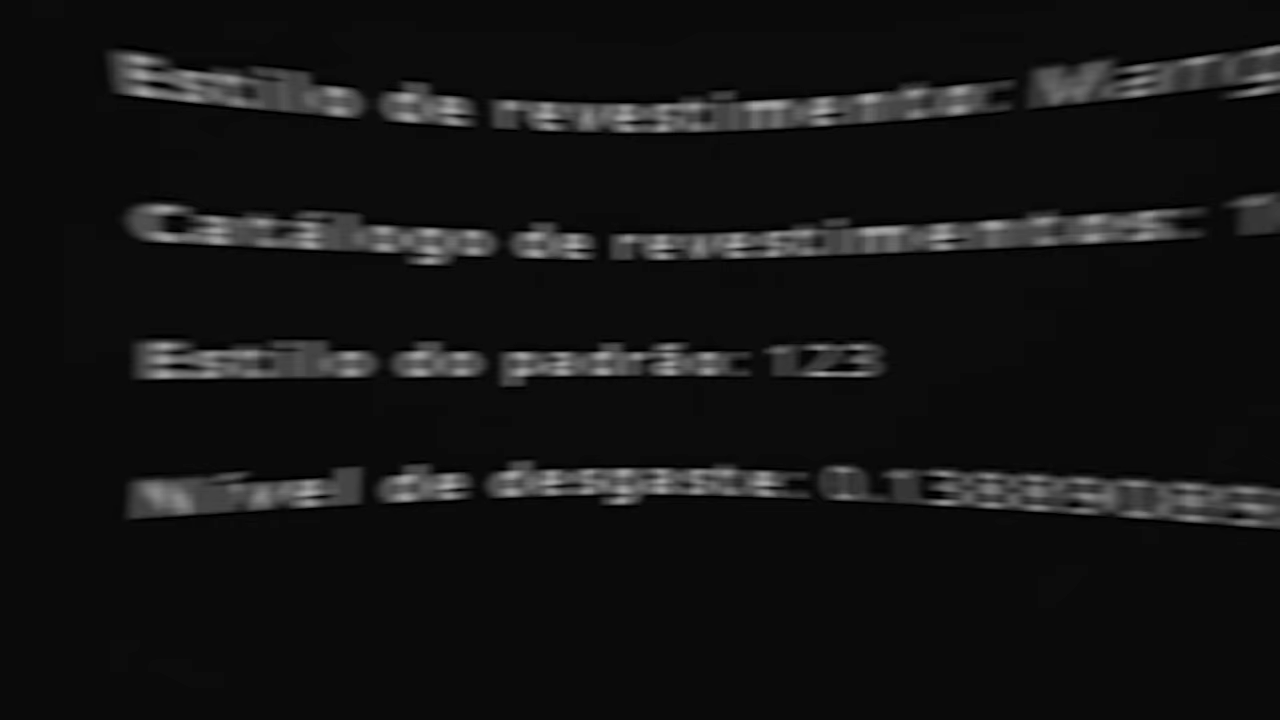 Estilo de revestimento:
Catálogo de revestimentos:
Estilo do padrão: 123
Nível de desgaste: